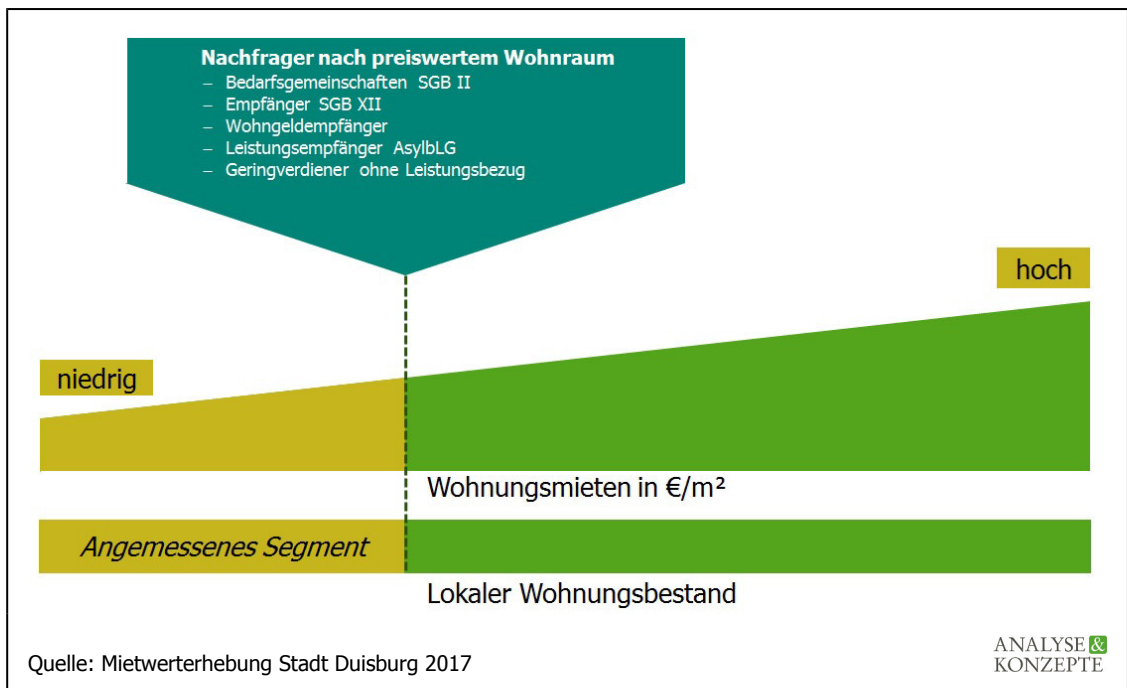 Nachfrager nach preiswertem Wohnraum
– Bedarfsgemeinschaften SGB II
– Empfänger SGB XII
– Wohngeldempfänger
– Leistungsempfänger AsylbLG
– Geringverdiener ohne Leistungsbezug
hoch
niedrig
Wohnungsmieten in €/m²
Angemessenes Segment
Lokaler Wohnungsbestand
Quelle: Mietwerterhebung Stadt Duisburg 2017
ANALYSE &
KONZEPTE